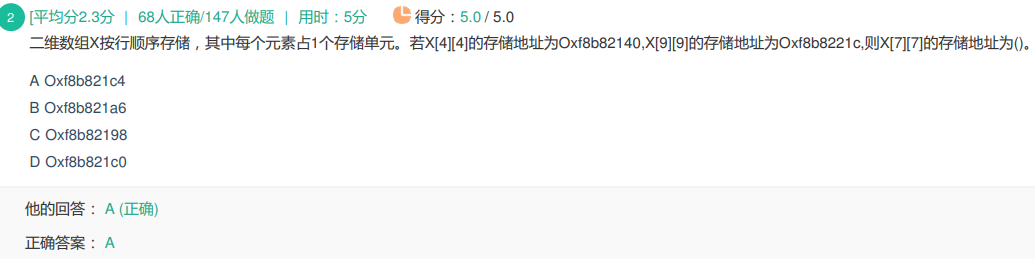 2 [平均分2.3分 | 68人正确/147人做题 | 用时：5分 得分：5.0 / 5.0
二维数组X按行顺序存储，其中每个元素占1个存储单元。若X[4][4]的存储地址为Oxf8b82140,X[9][9]的存储地址为Oxf8b8221c,则X[7][7]的存储地址为()。
A Oxf8b821c4
B Oxf8b821a6
C Oxf8b82198
D Oxf8b821c0
他的回答： A (正确)
正确答案： A